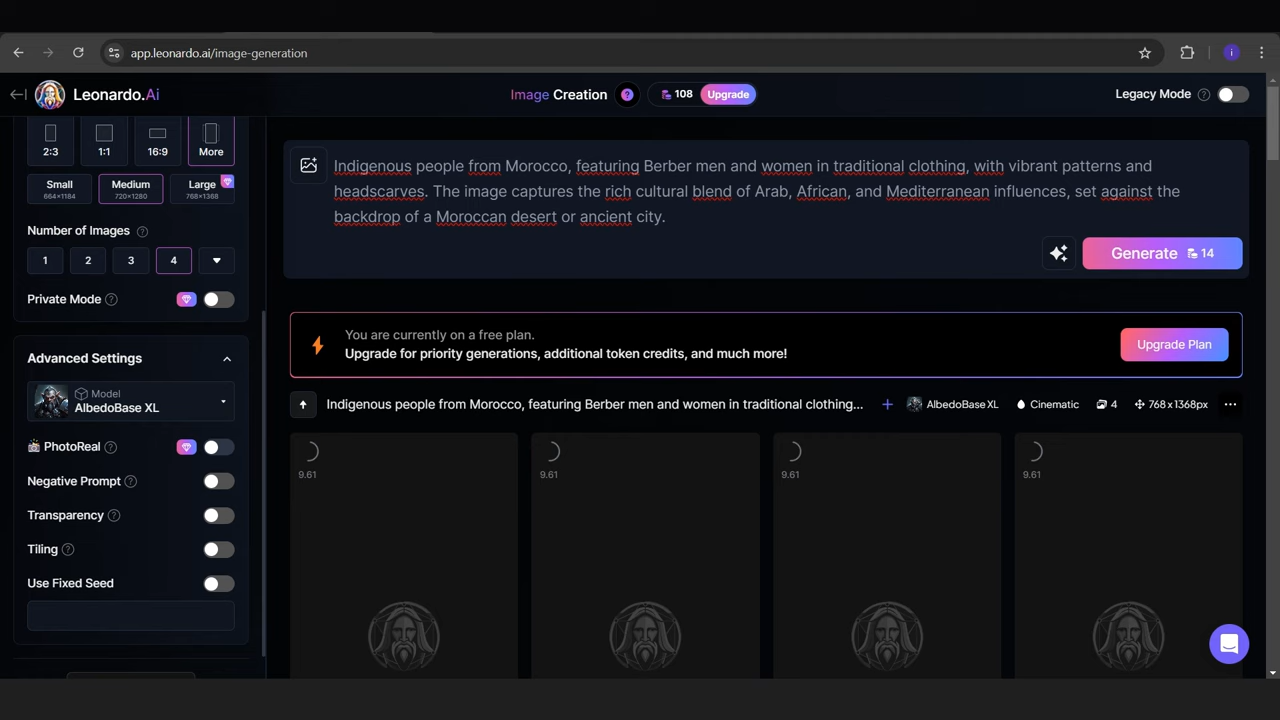 app.leonardo.ai/image-generation
i
Leonardo.Ai
Image Creation
?
108
Upgrade
Legacy Mode
?
2:3
1:1
16:9
More
Small
664×1184
Medium
720×1280
Large
768×1368
Number of Images
?
1
2
3
4
Private Mode
?
Advanced Settings
Model
AlbedoBase XL
PhotoReal
?
Negative Prompt
?
Transparency
?
Tiling
?
Use Fixed Seed
Indigenous people from Morocco, featuring Berber men and women in traditional clothing, with vibrant patterns and
headscarves. The image captures the rich cultural blend of Arab, African, and Mediterranean influences, set against the
backdrop of a Moroccan desert or ancient city.
Generate 14
You are currently on a free plan.
Upgrade for priority generations, additional token credits, and much more!
Upgrade Plan
Indigenous people from Morocco, featuring Berber men and women in traditional clothing...
AlbedoBase XL
Cinematic
4
768x1368px
9.61
9.61
9.61
9.61